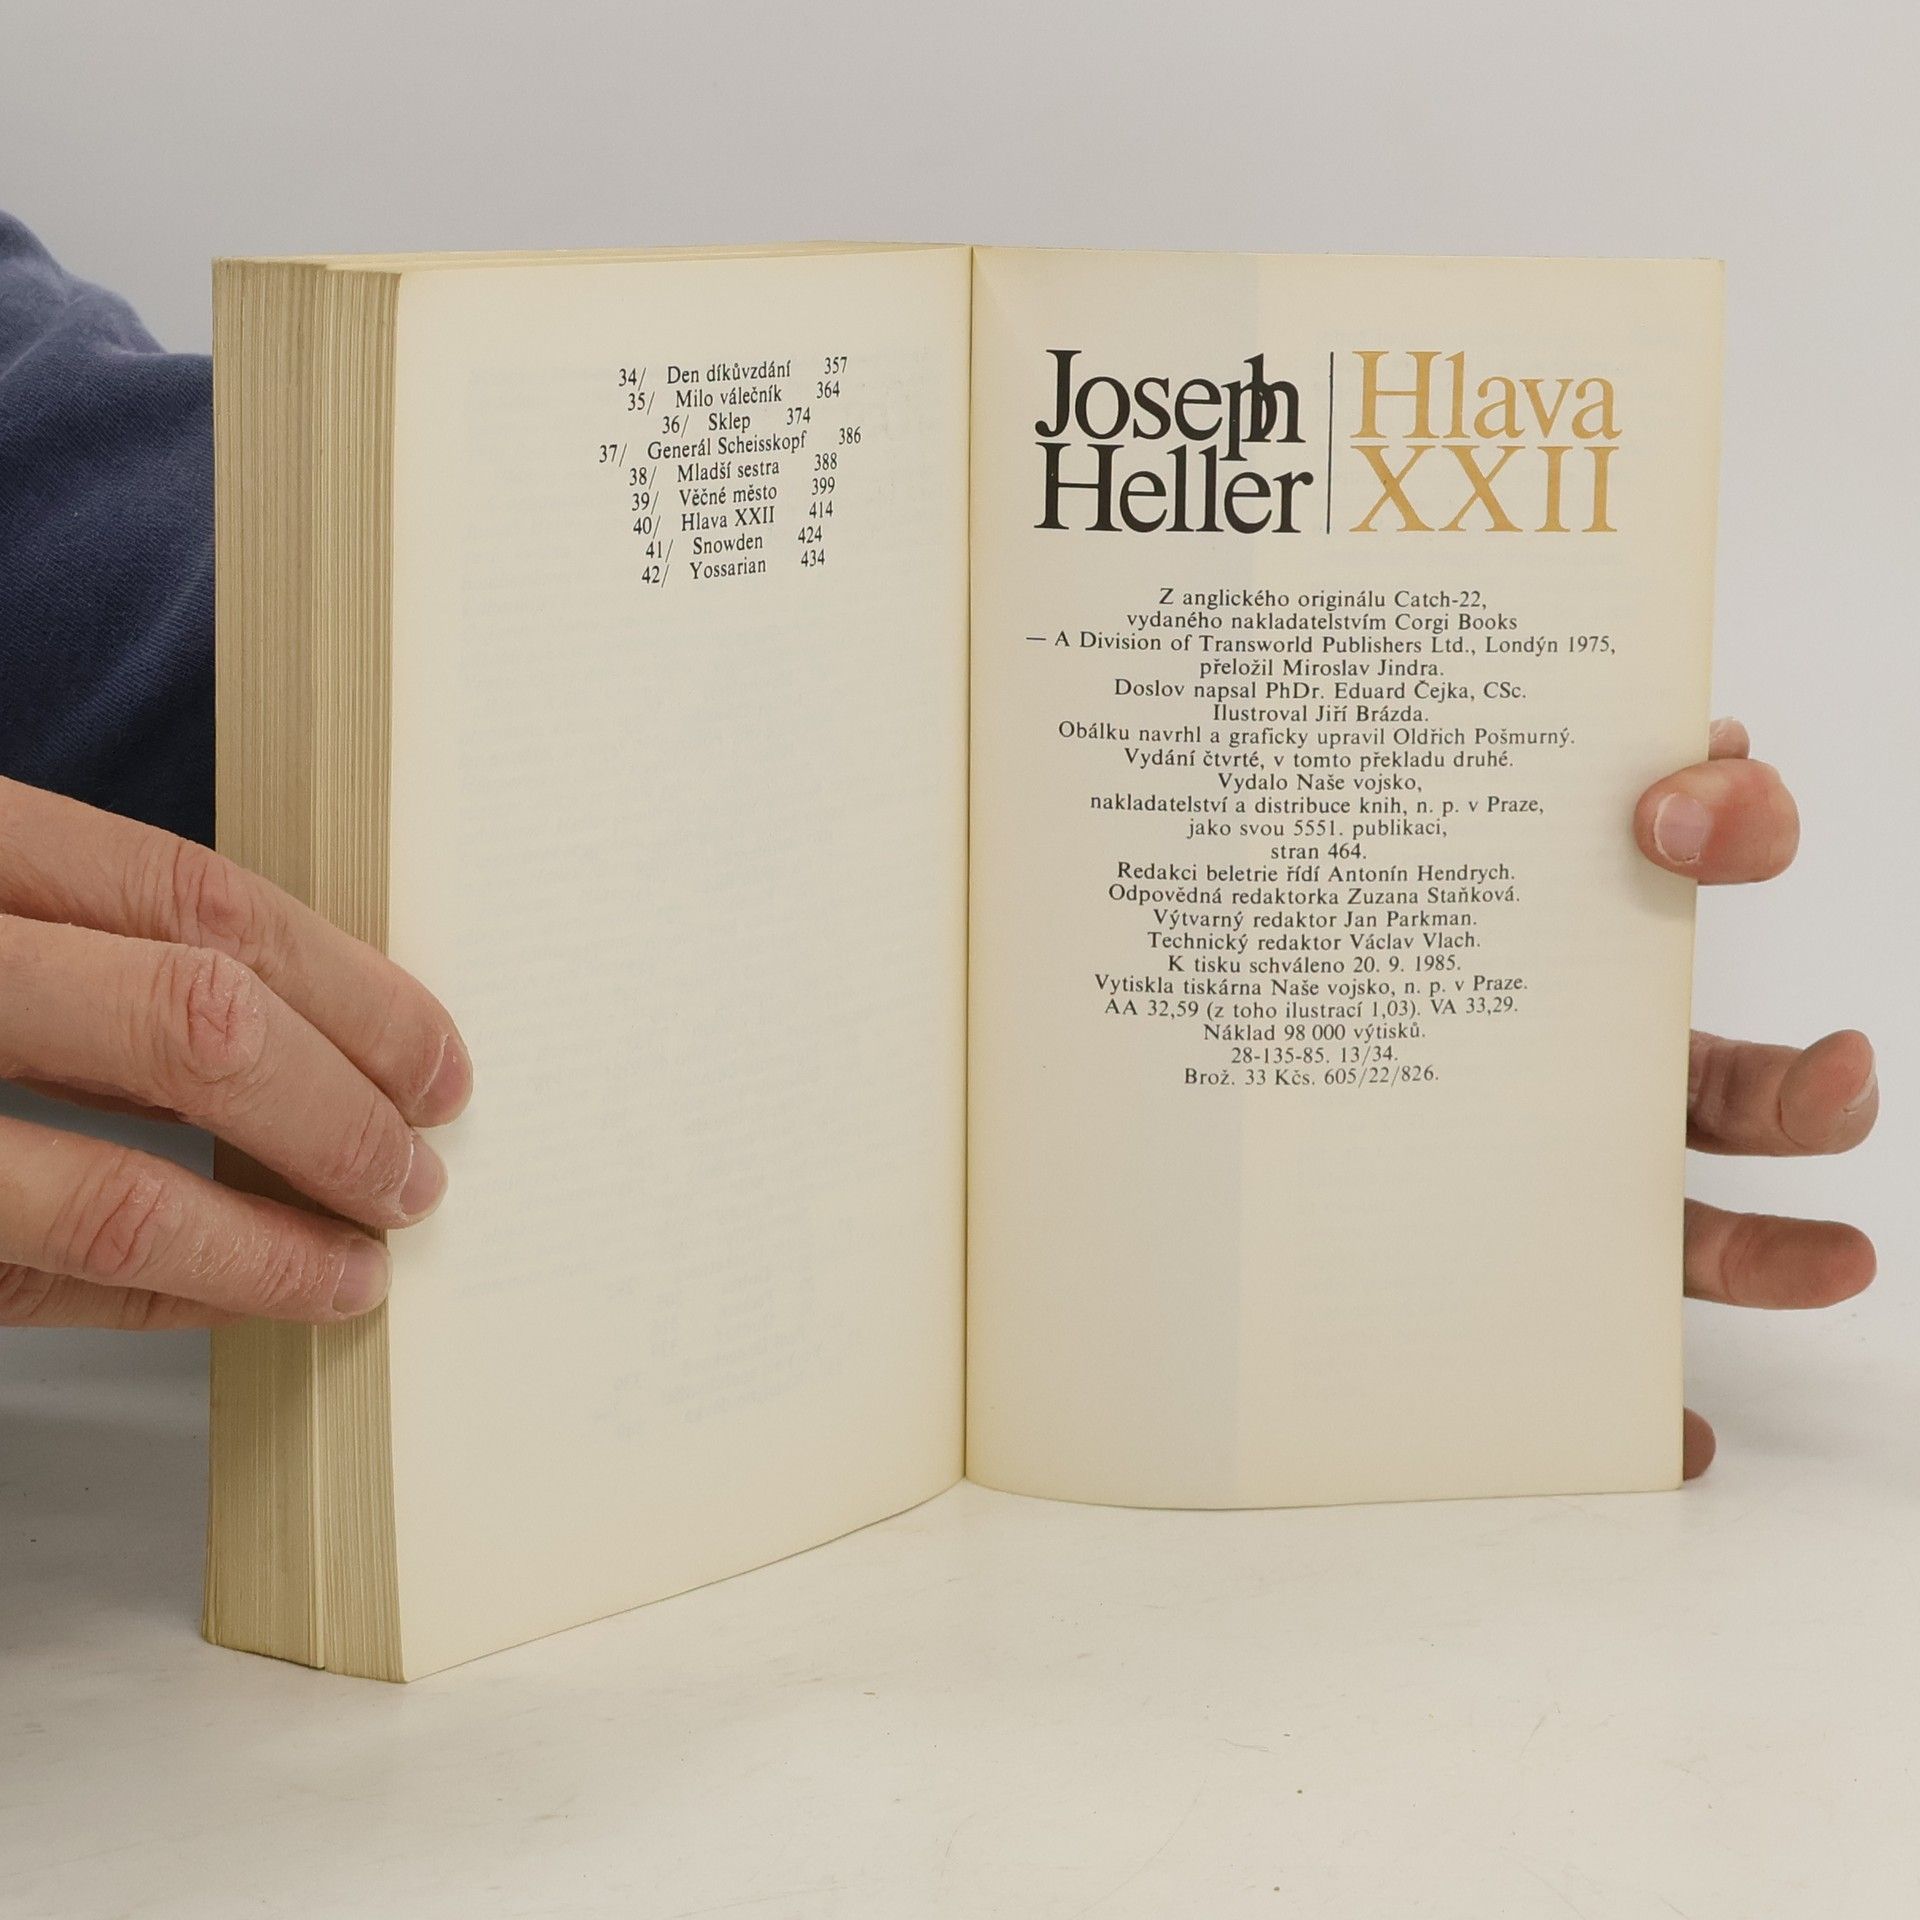 34/ Den díkůvzdání 357
35/ Milo válečník 364
36/ Sklep 374
37/ Generál Scheisskopf 386
38/ Mladší sestra 388
39/ Věčné město 399
40/ Hlava XXII 414
41/ Snowden 424
42/ Yossarian 434
Joseph Heller
Hlava XXII
Z anglického originálu Catch-22,
vydaného nakladatelstvím Corgi Books
— A Division of Transworld Publishers Ltd., Londýn 1975,
přeložil Miroslav Jindra.
Doslov napsal PhDr. Eduard Čejka, CSc.
Ilustroval Jiří Brázda.
Obálku navrhl a graficky upravil Oldřich Pošmurný.
Vydání čtvrté, v tomto překladu druhé.
Vydalo Naše vojsko,
nakladatelství a distribuce knih, n. p. v Praze,
jako svou 5551. publikaci,
stran 464.
Redakci beletrie řídí Antonín Hendrych.
Odpovědná redaktorka Zuzana Staňková.
Výtvarný redaktor Jan Parkman.
Technický redaktor Václav Vlach.
K tisku schváleno 20. 9. 1985.
Vytiskla tiskárna Naše vojsko, n. p. v Praze.
AA 32,59 (z toho ilustrací 1,03). VA 33,29.
Náklad 98 000 výtisků.
28-135-85. 13/34.
Brož. 33 Kčs. 605/22/826.